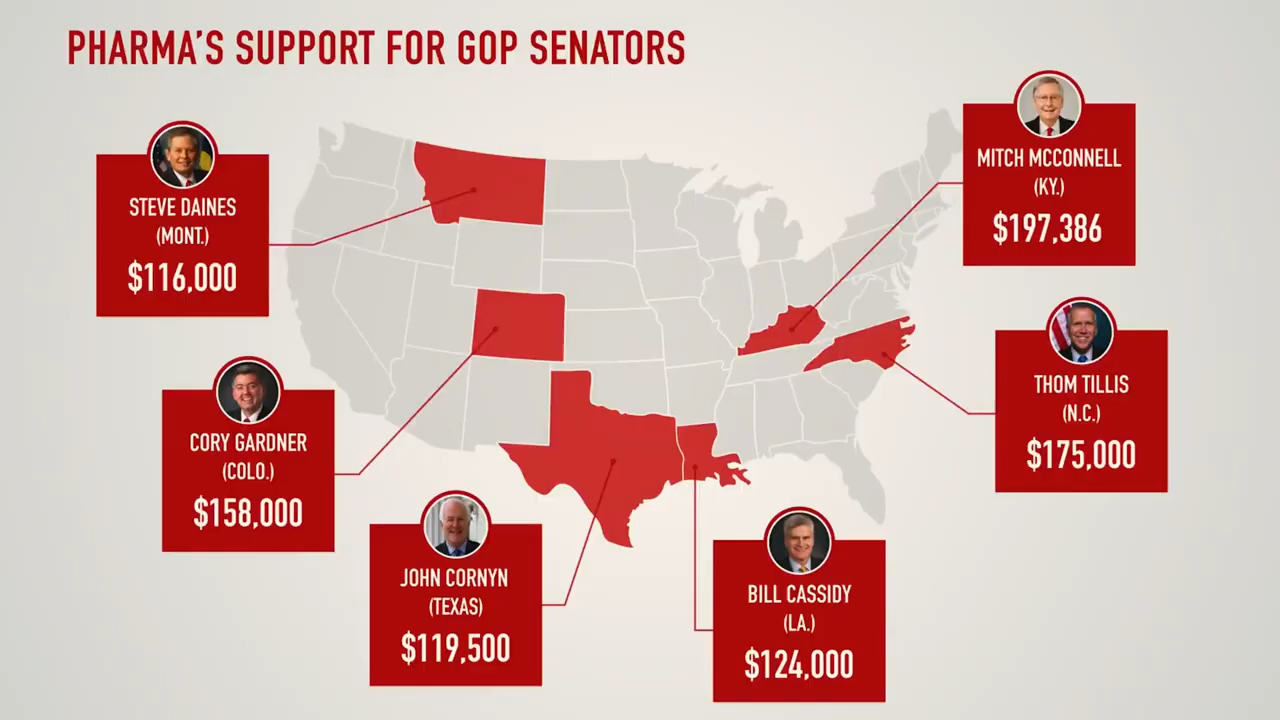 PHARMA'S SUPPORT FOR GOP SENATORS
STEVE DAINES
(MONT.)
$116,000
CORY GARDNER
(COLO.)
$158,000
JOHN CORNYN
(TEXAS)
$119,500
BILL CASSIDY
(LA.)
$124,000
MITCH MCCONNELL
(KY.)
$197,386
THOM TILLIS
(N.C.)
$175,000